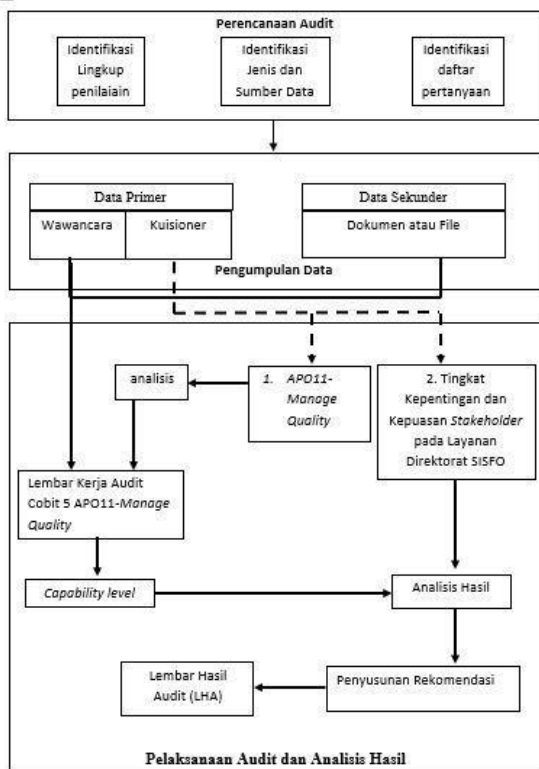 Perencanaan Audit
Identifikasi
Lingkup
penilaiain
Identifikasi
Jenis dan
Sumber Data
Identifikasi
daftar
pertanyaan
Data Primer
Wawancara
Kuisioner
Data Sekunder
Dokumen atau File
Pengumpulan Data
analisis
1. APO11-
Manage
Quality
2. Tingkat
Kepentingan dan
Kepuasan Stakeholder
pada Layanan
Direktorat SISFO
Lembar Kerja Audit
Cobit 5 APO11-Manage
Quality
Capability level
Analisis Hasil
Penyusunan Rekomendasi
Lembar Hasil
Audit (LHA)
Pelaksanaan Audit dan Analisis Hasil